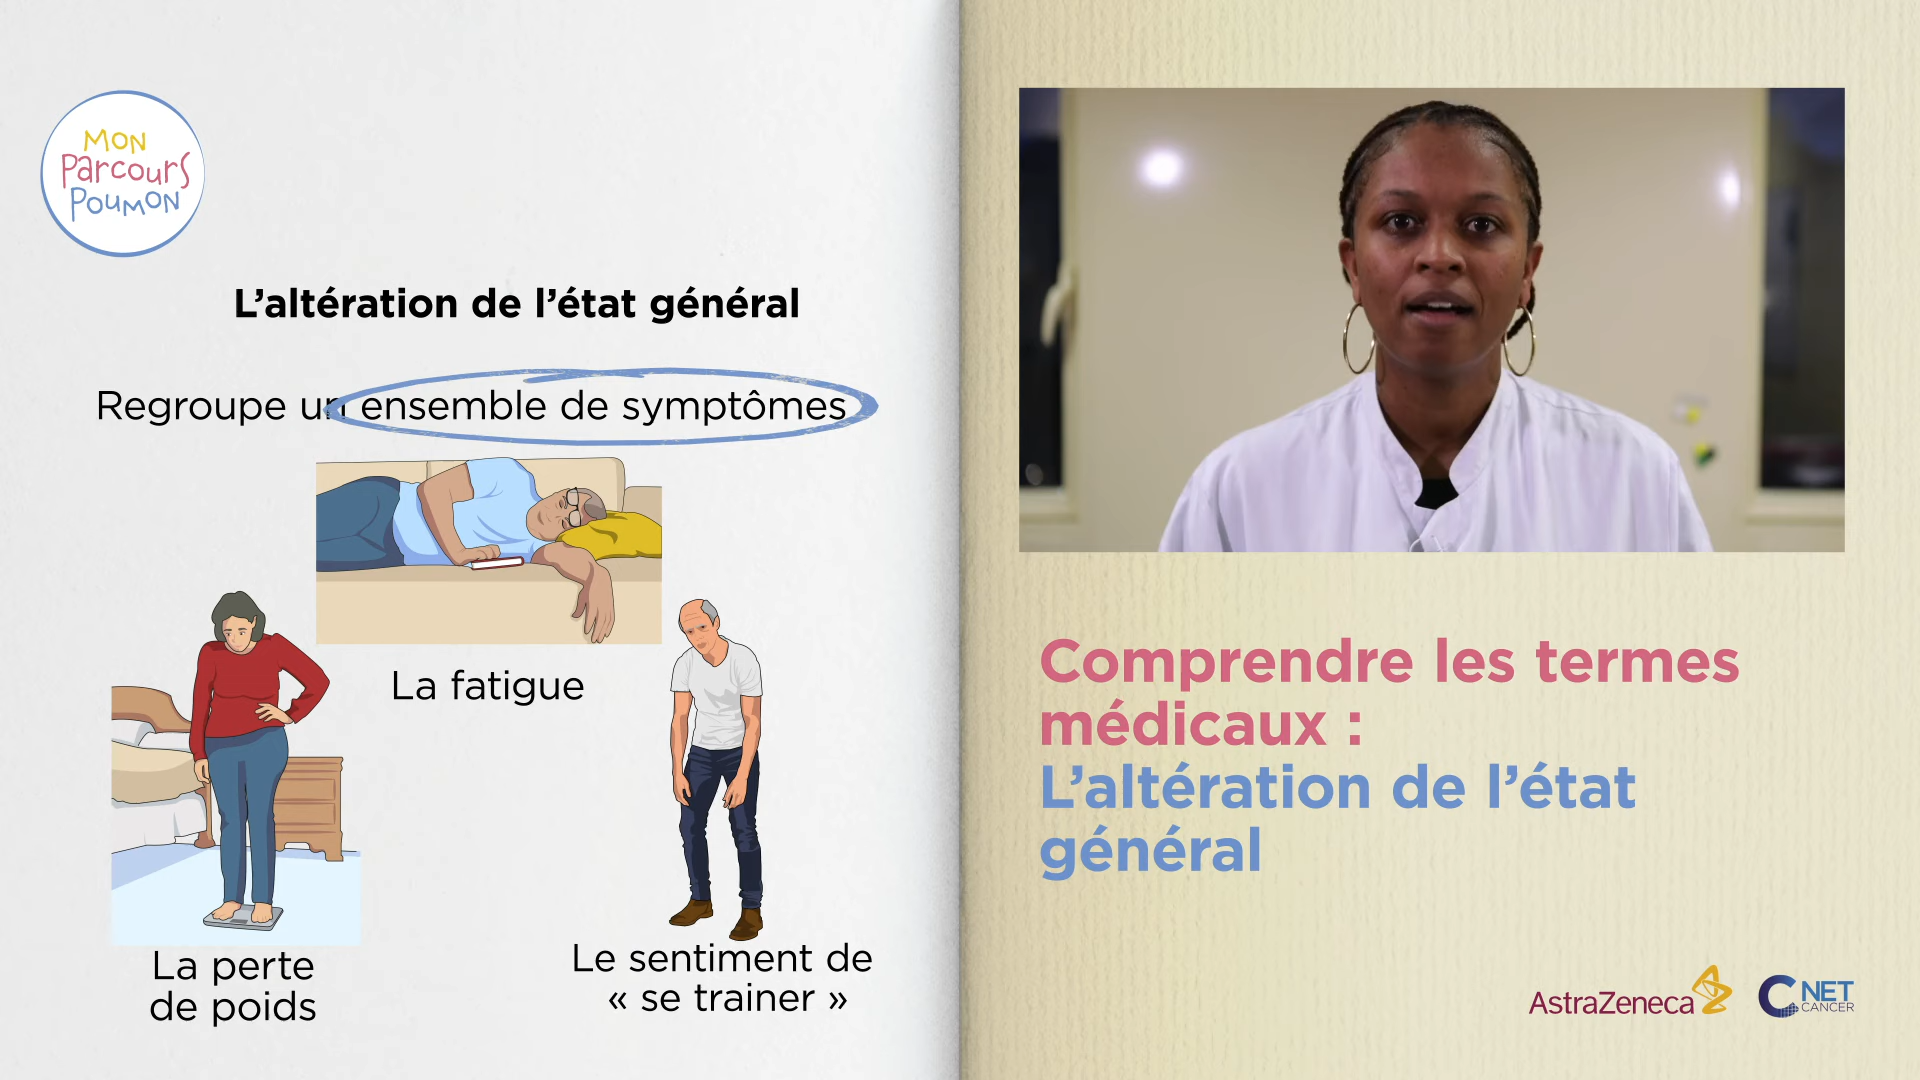 MON
Parcours
POUMON
L’altération de l’état général
Regroupe un ensemble de symptômes
La fatigue
La perte
de poids
Le sentiment de
« se trainer »
Comprendre les termes
médicaux :
L’altération de l’état
général
AstraZeneca
C NET
CANCER